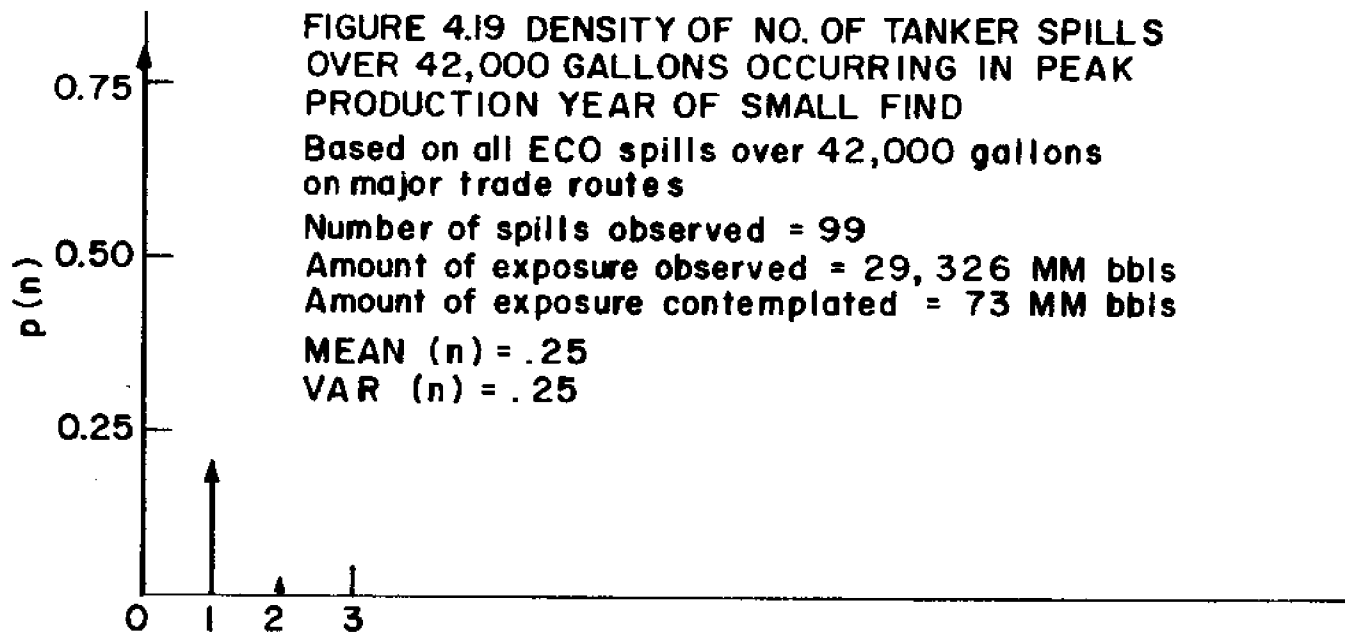 FIGURE 4.19 DENSITY OF NO. OF TANKER SPILLS
OVER 42,000 GALLONS OCCURRING IN PEAK
PRODUCTION YEAR OF SMALL FIND
Based on all ECO spills over 42,000 gallons
on major trade routes
Number of spills observed = 99
Amount of exposure observed = 29,326 MM bbls
Amount of exposure contemplated = 73 MM bbls
MEAN (n) = .25
VAR (n) = .25
p(n)
0.75
0.50
0.25
0 1 2 3